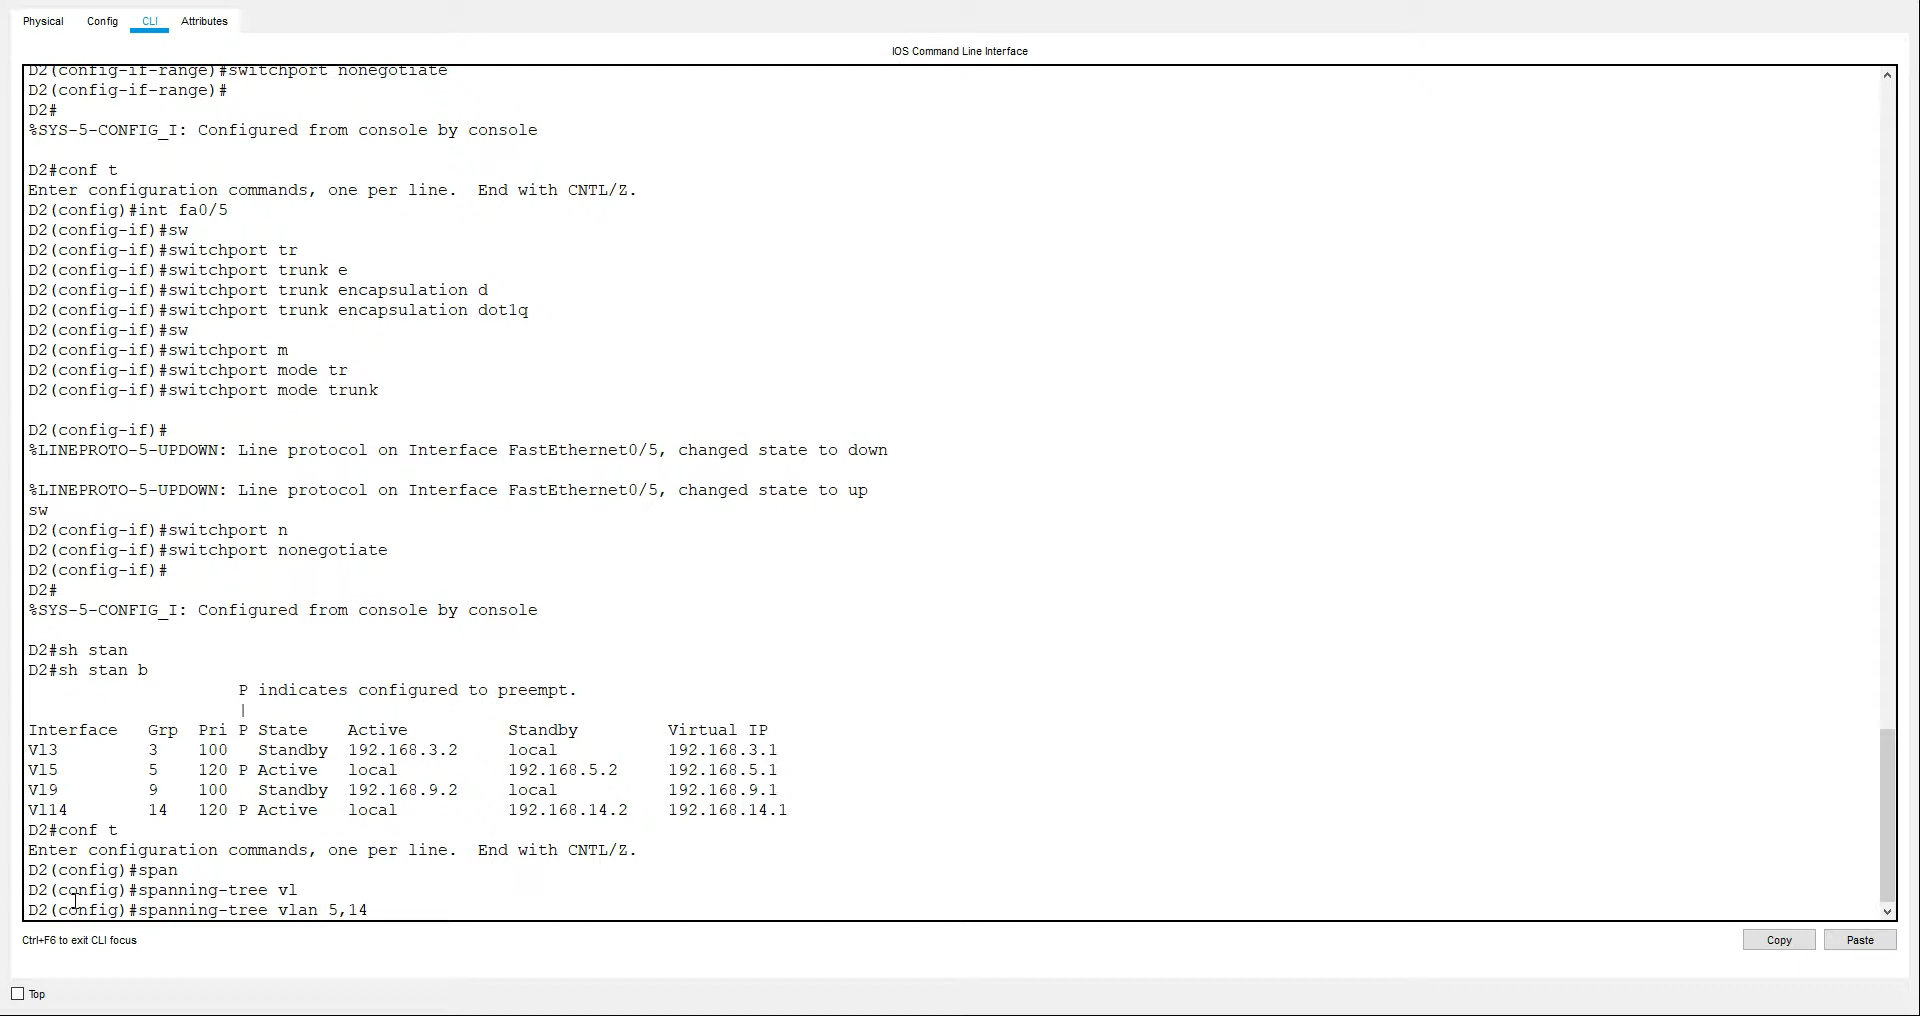 Physical Config CLI Attributes
IOS Command Line Interface
D2(config-if-range)#switchport nonegotiate
D2(config-if-range)#
D2#
%SYS-5-CONFIG_I: Configured from console by console
D2#conf t
Enter configuration commands, one per line.  End with CNTL/Z.
D2(config)#int fa0/5
D2(config-if)#sw
D2(config-if)#switchport tr
D2(config-if)#switchport trunk e
D2(config-if)#switchport trunk encapsulation d
D2(config-if)#switchport trunk encapsulation dot1q
D2(config-if)#sw
D2(config-if)#switchport m
D2(config-if)#switchport mode tr
D2(config-if)#switchport mode trunk
D2(config-if)#
%LINEPROTO-5-UPDOWN: Line protocol on Interface FastEthernet0/5, changed state to down
%LINEPROTO-5-UPDOWN: Line protocol on Interface FastEthernet0/5, changed state to up
sw
D2(config-if)#switchport n
D2(config-if)#switchport nonegotiate
D2(config-if)#
D2#
%SYS-5-CONFIG_I: Configured from console by console
D2#sh stan
D2#sh stan b
P indicates configured to preempt.
|
Interface   Grp  Pri P State   Active          Standby         Virtual IP
Vl3         3    100   Standby 192.168.3.2     local           192.168.3.1
Vl5         5    120 P Active  local           192.168.5.2     192.168.5.1
Vl9         9    100   Standby 192.168.9.2     local           192.168.9.1
Vl14        14   120 P Active  local           192.168.14.2    192.168.14.1
D2#conf t
Enter configuration commands, one per line.  End with CNTL/Z.
D2(config)#span
D2(config)#spanning-tree vl
D2(config)#spanning-tree vlan 5,14
Ctrl+F6 to exit CLI focus
Copy Paste
Top